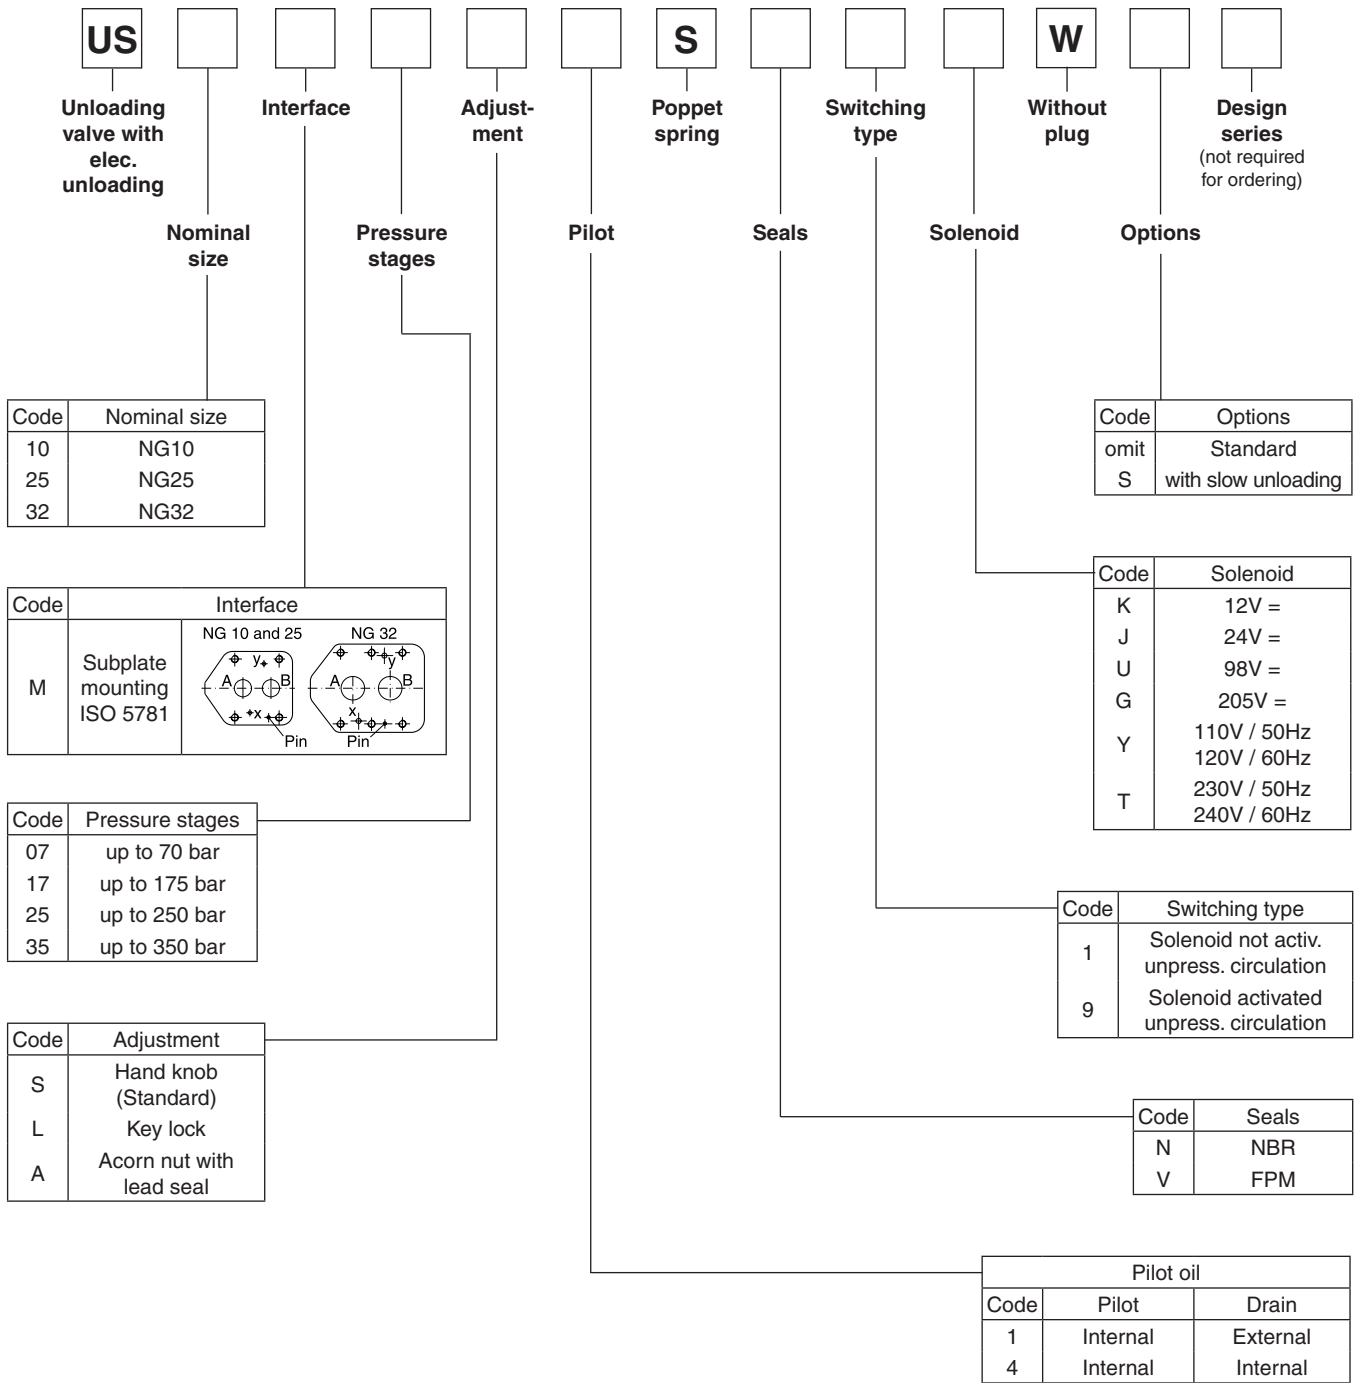 US S W
Unloading
valve with
elec.
unloading
Interface
Adjust-
ment
Poppet
spring
Switching
type
Without
plug
Design
series
(not required
for ordering)
Nominal
size
Pressure
stages
Pilot
Seals
Solenoid
Options
Code Nominal size
10 NG10
25 NG25
32 NG32
Code Options
omit Standard
S with slow unloading
Code Interface
M
Subplate
mounting
ISO 5781
NG 10 and 25
y
A B
x
Pin
NG 32
y
A B
x
Pin
Code Solenoid
K 12V =
J 24V =
U 98V =
G 205V =
Y
110V / 50Hz
120V / 60Hz
T
230V / 50Hz
240V / 60Hz
Code Pressure stages
07 up to 70 bar
17 up to 175 bar
25 up to 250 bar
35 up to 350 bar
Code Switching type
1
Solenoid not activ.
unpress. circulation
9
Solenoid activated
unpress. circulation
Code Adjustment
S
Hand knob
(Standard)
L Key lock
A
Acorn nut with
lead seal
Code Seals
N NBR
V FPM
Pilot oil
Code Pilot Drain
1 Internal External
4 Internal Internal